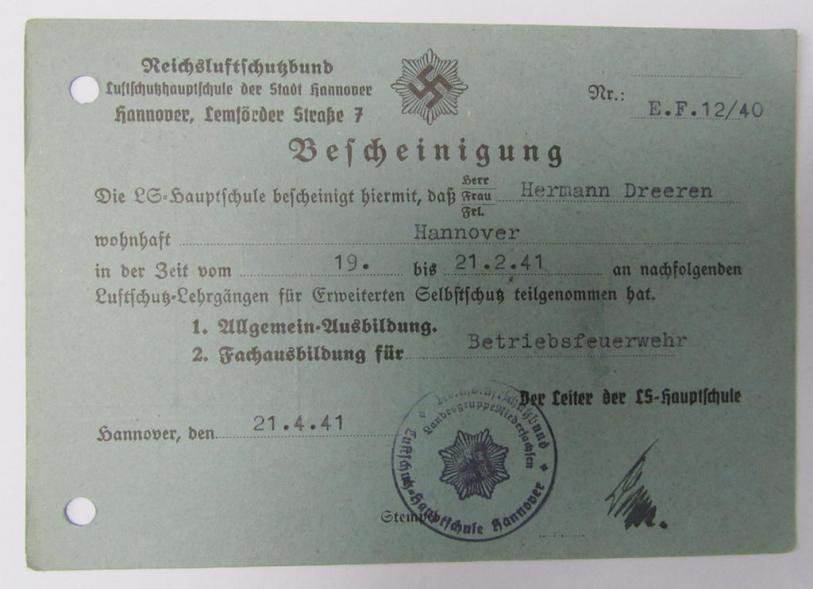 Reichsluftschutzbund
Luftschutzhauptschule der Stadt Hannover
Hannover, Lemförder Straße 7
Nr.: E.F.12/40
Bescheinigung
Die LS-Hauptschule bescheinigt hiermit, daß Herr Frau Frl. Hermann Dreeren
wohnhaft Hannover
in der Zeit vom 19. bis 21.2.41 an nachfolgenden
Luftschutz-Lehrgängen für Erweiterten Selbstschutz teilgenommen hat.
1. Allgemein-Ausbildung.
2. Fachausbildung für Betriebsfeuerwehr
Der Leiter der LS-Hauptschule
Hannover, den 21.4.41
Stempel
Reichsluftschutzbund
Landesgruppe Niedersachsen
Luftschutz-Hauptschule Hannover